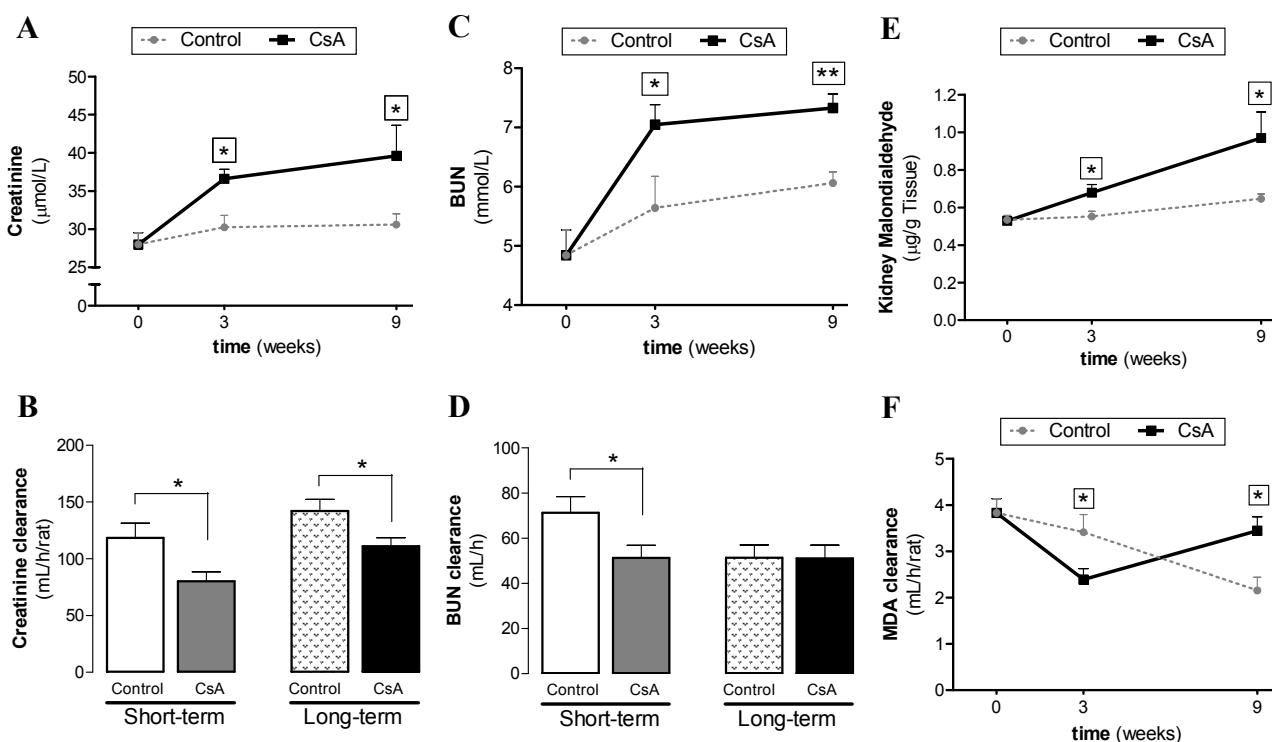 A
Control CsA
Creatinine
(μmol/L)
50
45
40
35
30
25
0
*
*
0 3 9
time (weeks)
C
Control CsA
BUN
(mmol/L)
8
7
6
5
4
*
**
0 3 9
time (weeks)
E
Control CsA
Kidney Malondialdehyde
(μg/g Tissue)
1.2
1.0
0.8
0.6
0.4
0.2
0.0
*
*
0 3 9
time (weeks)
B
Creatinine clearance
(mL/h/rat)
200
150
100
50
0
*
*
Control CsA Control CsA
Short-term Long-term
D
BUN clearance
(mL/h)
100
80
60
40
20
0
*
Control CsA Control CsA
Short-term Long-term
F
Control CsA
MDA clearance
(mL/h/rat)
5
4
3
2
1
0
*
*
0 3 9
time (weeks)